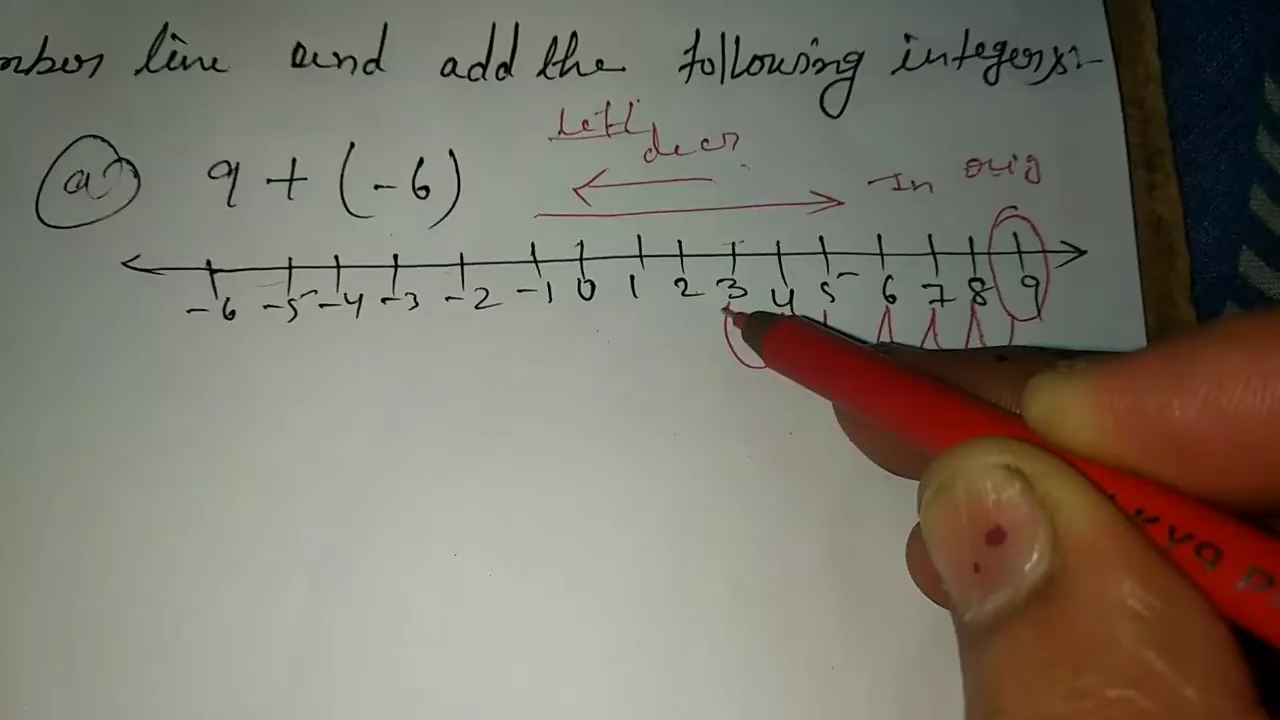 line and add the following integers:-
Left
decr
In orig
(a) 9 + (-6)
-6 -5 -4 -3 -2 -1 0 1 2 3 4 5 6 7 8 9